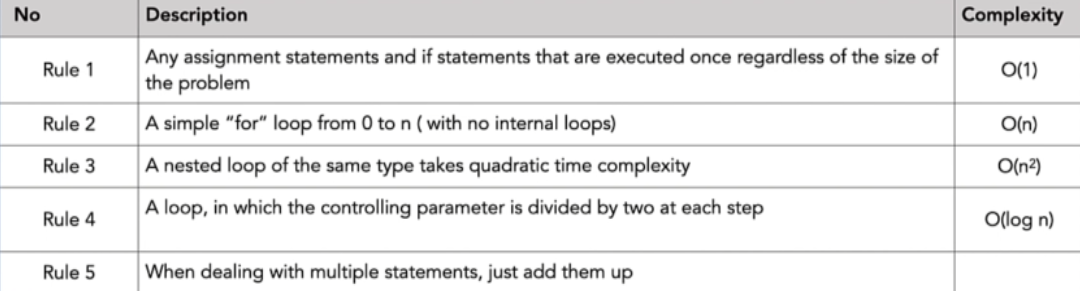 No Description Complexity
Rule 1 Any assignment statements and if statements that are executed once regardless of the size of
the problem O(1)
Rule 2 A simple “for” loop from 0 to n ( with no internal loops) O(n)
Rule 3 A nested loop of the same type takes quadratic time complexity O(n²)
Rule 4 A loop, in which the controlling parameter is divided by two at each step O(log n)
Rule 5 When dealing with multiple statements, just add them up